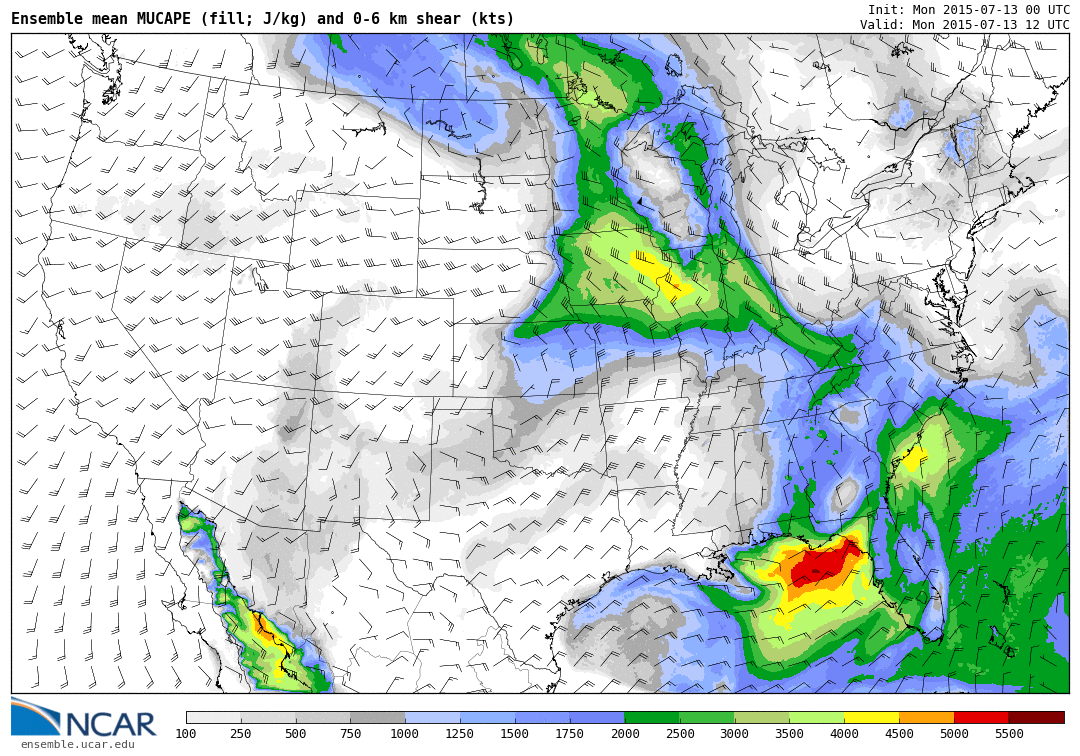 Ensemble mean MUCAPE (fill; J/kg) and 0-6 km shear (kts)
Init: Mon 2015-07-13 00 UTC
Valid: Mon 2015-07-13 12 UTC
NCAR
ensemble.ucar.edu
100 250 500 750 1000 1250 1500 1750 2000 2500 3000 3500 4000 4500 5000 5500